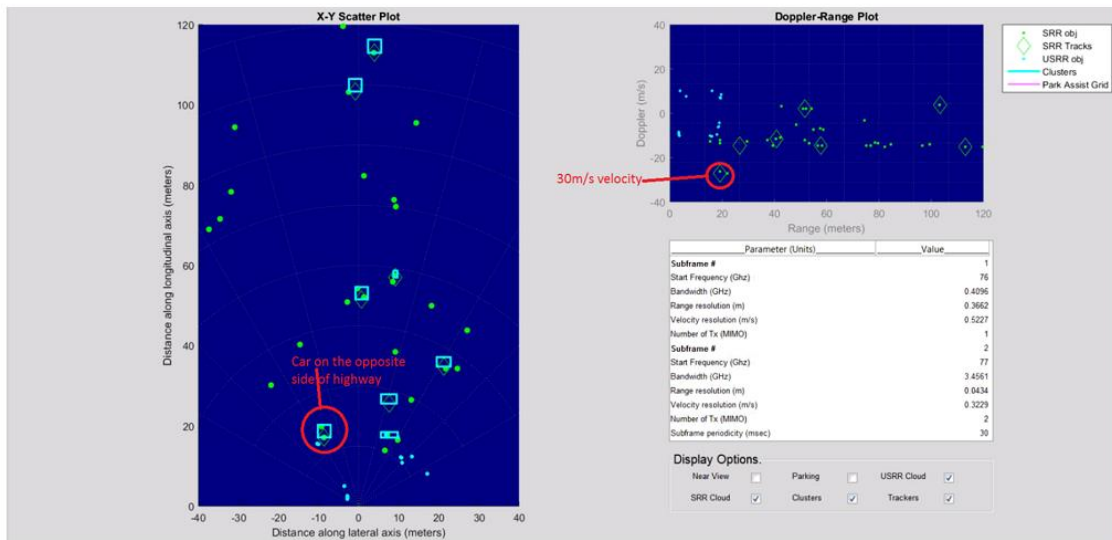 X-Y Scatter Plot
120
100
80
60
40
20
0
-40 -30 -20 -10 0 10 20 30 40
Distance along longitudinal axis (meters)
Distance along lateral axis (meters)
Car on the opposite
side of highway
Doppler-Range Plot
40
20
0
-20
-40
0 20 40 60 80 100 120
Doppler (m/s)
Range (meters)
30m/s velocity
SRR obj
SRR Tracks
USRR obj
Clusters
Park Assist Grid
Parameter (Units) Value
Subframe # 1
Start Frequency (Ghz) 76
Bandwidth (GHz) 0.4096
Range resolution (m) 0.3662
Velocity resolution (m/s) 0.5227
Number of Tx (MIMO) 1
Subframe # 2
Start Frequency (Ghz) 77
Bandwidth (GHz) 3.4561
Range resolution (m) 0.0434
Velocity resolution (m/s) 0.3229
Number of Tx (MIMO) 2
Subframe periodicity (msec) 30
Display Options.
Near View Parking USRR Cloud
SRR Cloud Clusters Trackers